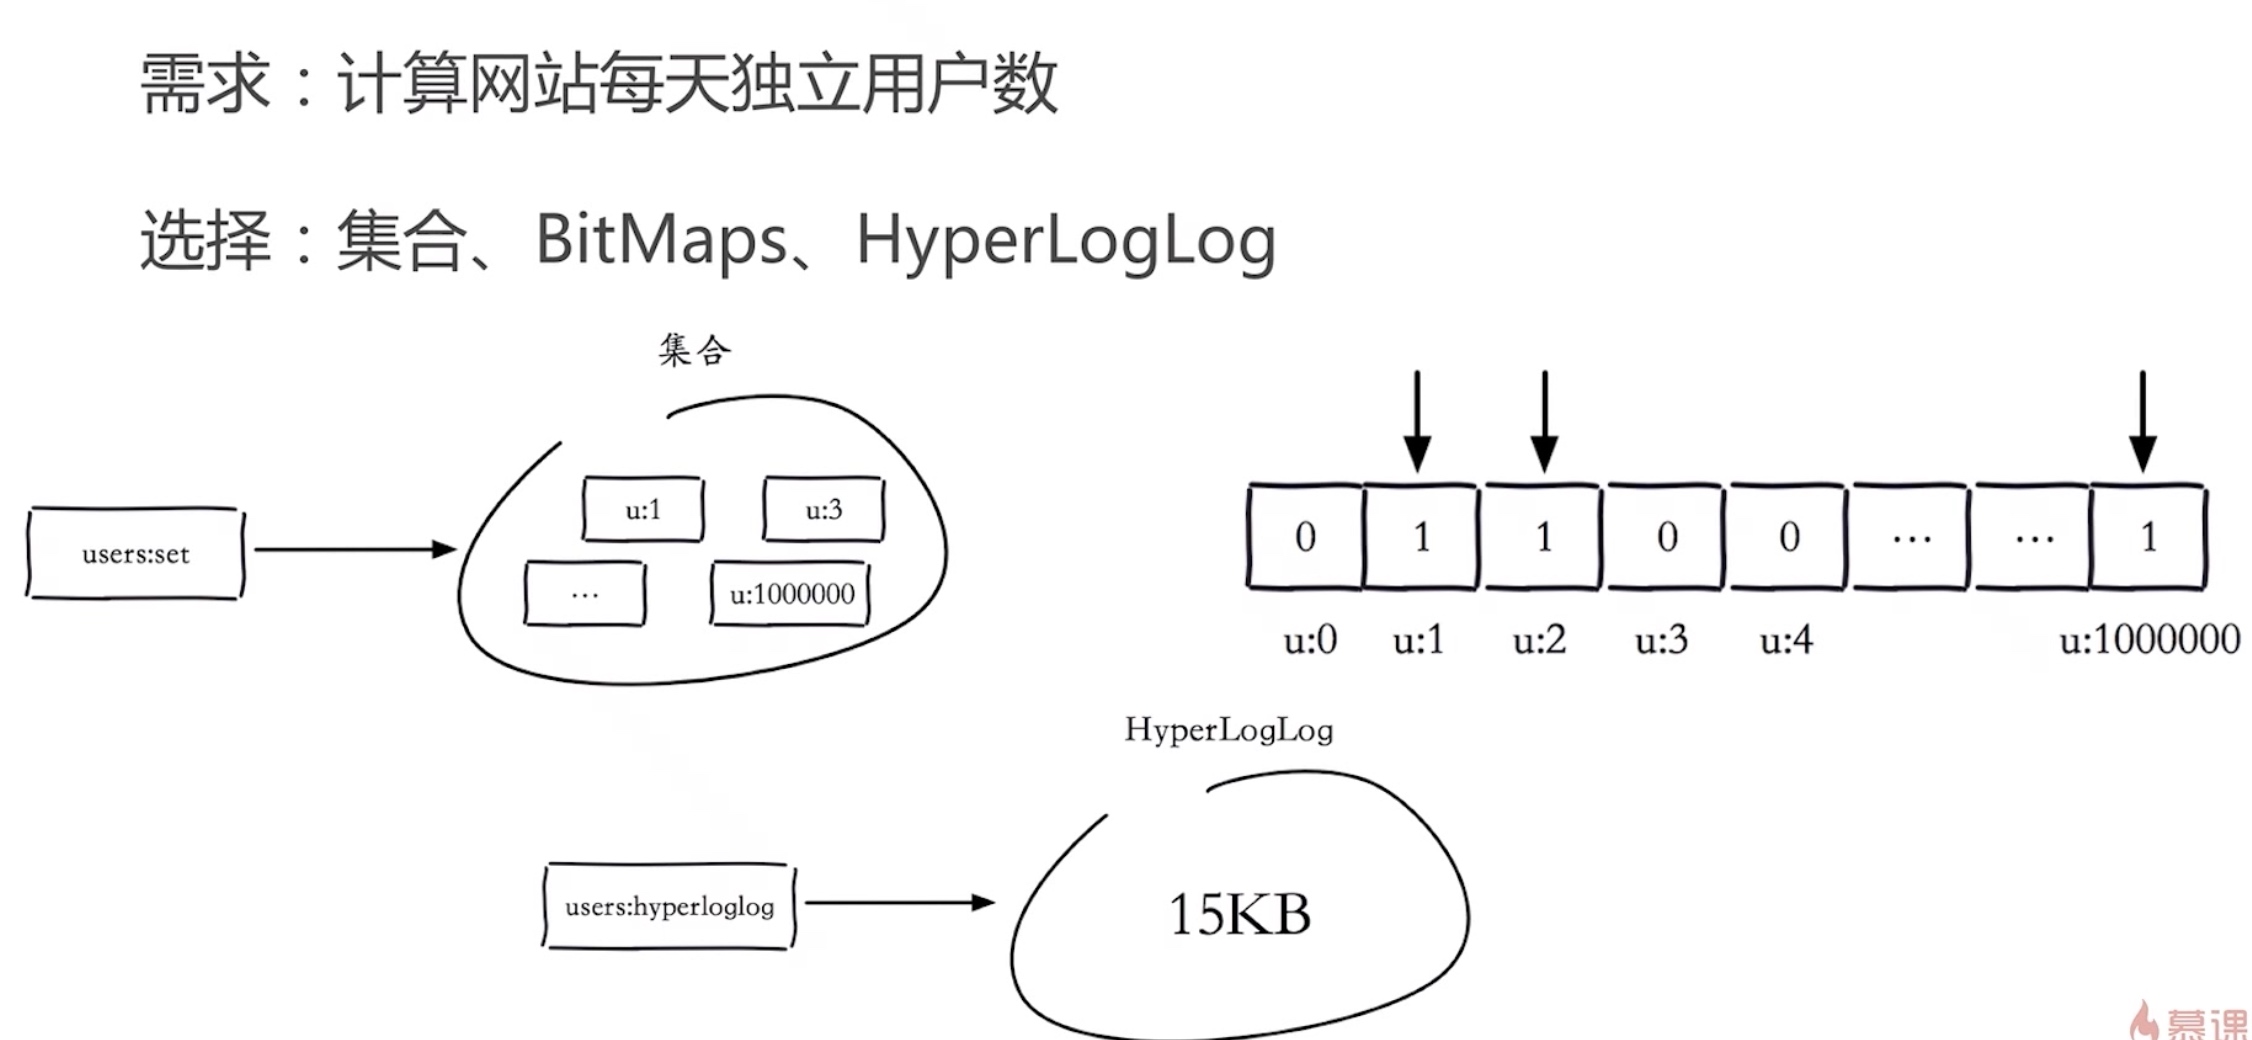 需求：计算网站每天独立用户数
选择：集合、BitMaps、HyperLogLog
集合
users:set
u:1 u:3
... u:1000000
0 1 1 0 0 ... ... 1
u:0 u:1 u:2 u:3 u:4 u:1000000
HyperLogLog
users:hyperloglog
15KB
慕课